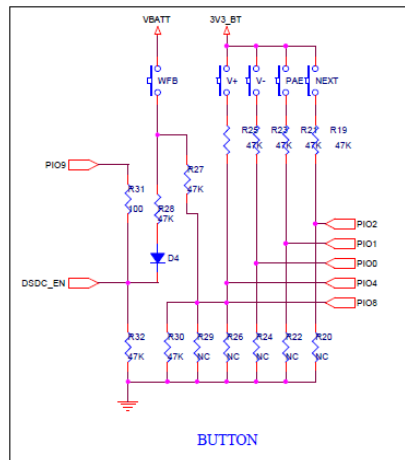 VBATT 3V3_BT
WFB V+ V- PAET NEXT
R25 R23 R21 R19
47K 47K 47K 47K
R27
47K
PIO9
R31
100
R28
47K
PIO2
PIO1
D4
PIO0
DSDC_EN
PIO4
PIO8
R32 R30 R29 R26 R24 R22 R20
47K 47K NC NC NC NC NC
BUTTON